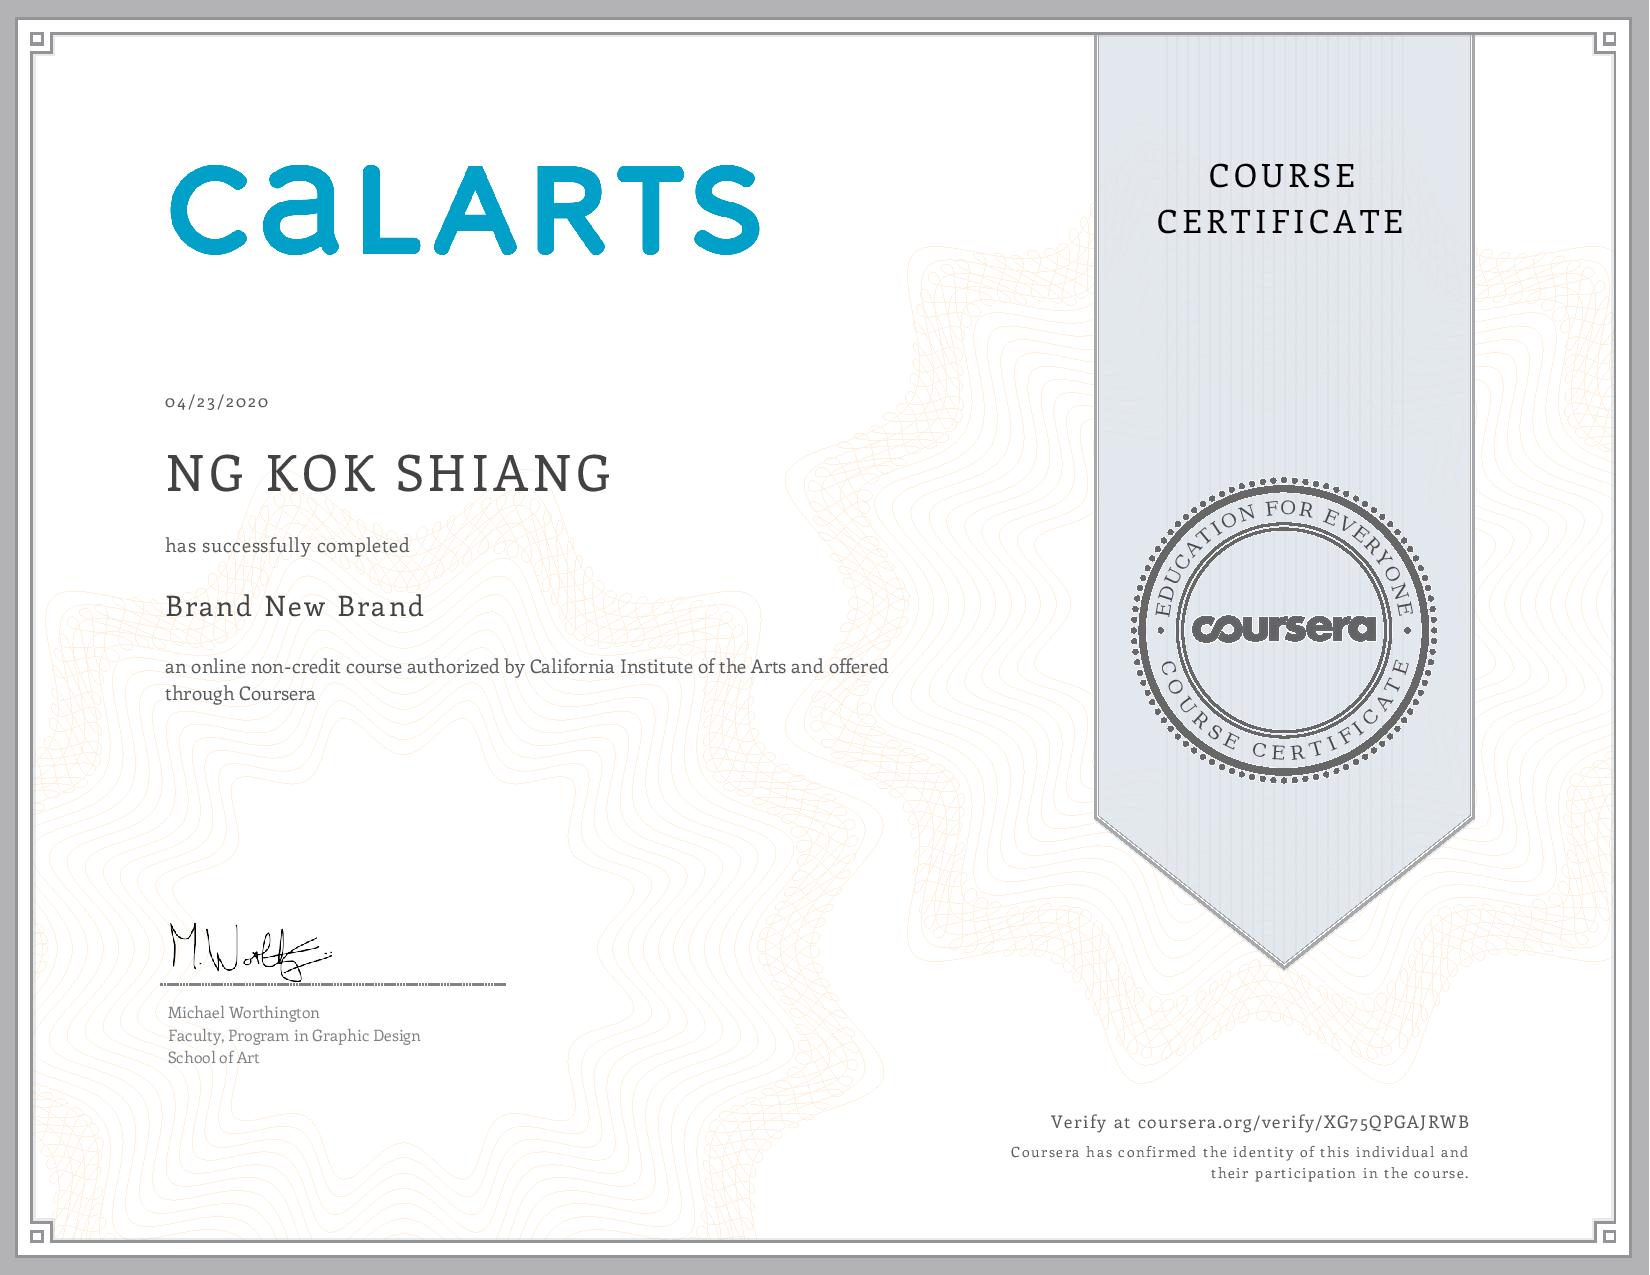 CALARTS
COURSE
CERTIFICATE
04/23/2020
NG KOK SHIANG
has successfully completed
Brand New Brand
an online non-credit course authorized by California Institute of the Arts and offered
through Coursera
EDUCATION FOR EVERYONE
coursera
COURSE CERTIFICATE
M. Worthington
Michael Worthington
Faculty, Program in Graphic Design
School of Art
Verify at coursera.org/verify/XG75QPGAJRWB
Coursera has confirmed the identity of this individual and
their participation in the course.